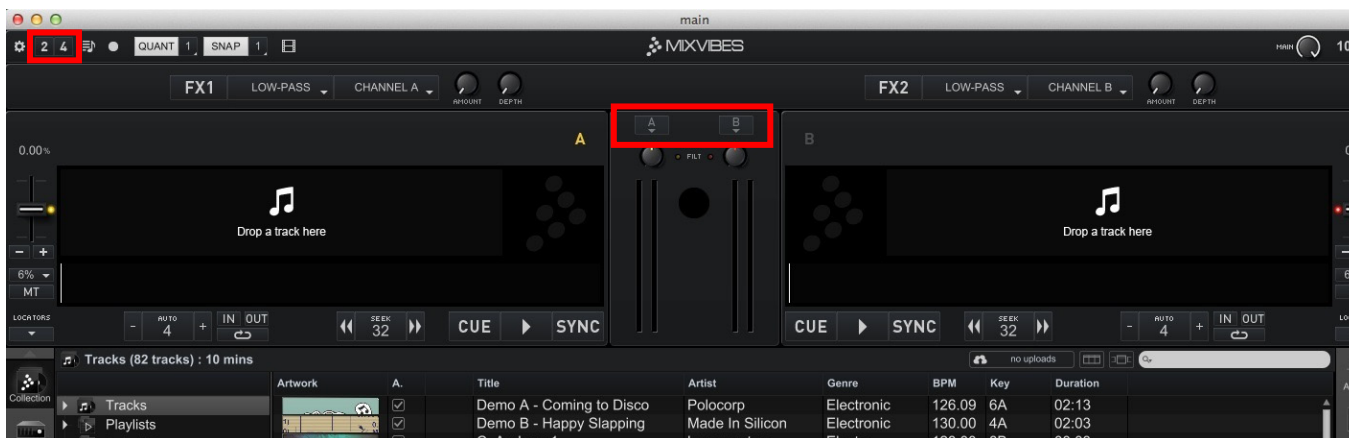 main
2 4 QUANT 1 SNAP 1 MIXVIBES MAIN 10
FX1 LOW-PASS CHANNEL A AMOUNT DEPTH FX2 LOW-PASS CHANNEL B AMOUNT DEPTH
A B
A B
0.00%
FILT
Drop a track here Drop a track here
- +
6%
MT
LOCATORS - AUTO 4 + IN OUT SEEK 32 CUE SYNC CUE SYNC SEEK 32 - AUTO 4 + IN OUT
Tracks (82 tracks) : 10 mins no uploads
Artwork A. Title Artist Genre BPM Key Duration
Collection
Tracks Demo A - Coming to Disco Polocorp Electronic 126.09 6A 02:13
Playlists Demo B - Happy Slapping Made In Silicon Electronic 130.00 4A 02:03